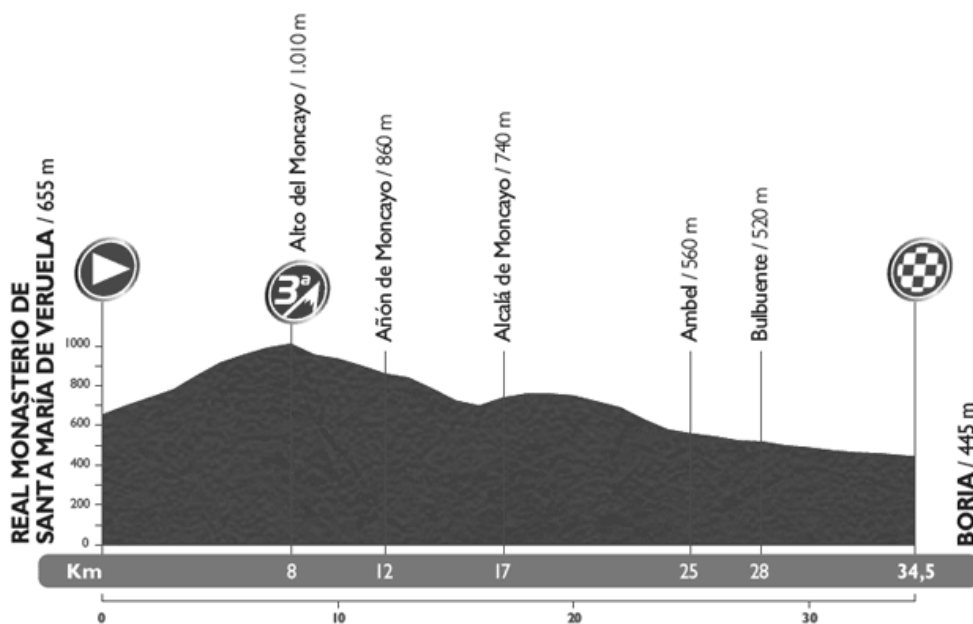 REAL MONASTERIO DE
SANTA MARÍA DE VERUELA / 655 m
Alto del Moncayo / 1.010 m
3ª
Añón de Moncayo / 860 m
Alcalá de Moncayo / 740 m
Ambel / 560 m
Bulbuente / 520 m
BORJA / 445 m
1000
800
600
400
200
0
Km 8 12 17 25 28 34,5
0 10 20 30